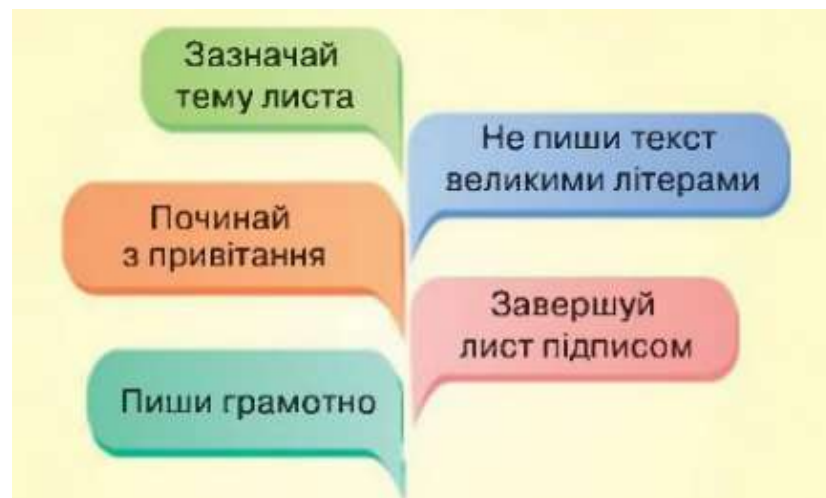 Зазначай
тему листа
Не пиши текст
великими літерами
Починай
з привітання
Завершуй
лист підписом
Пиши грамотно